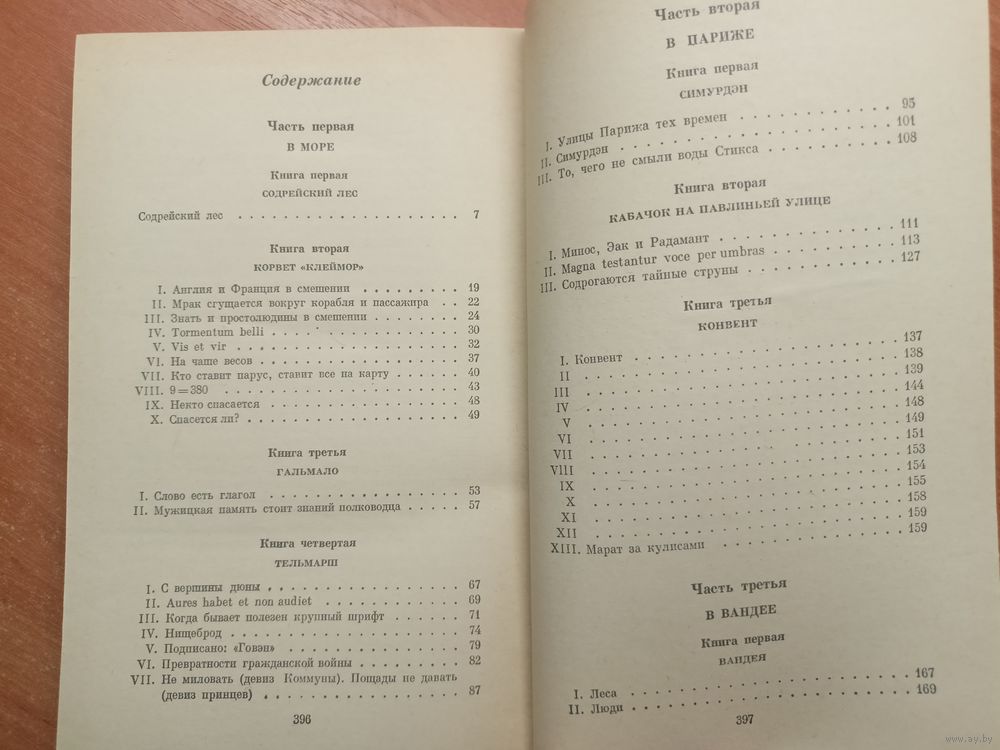 Содержание
Часть первая
В МОРЕ
Книга первая
СОДРЕЙСКИЙ ЛЕС
Содрейский лес . . . . . . . . . . . . . . . . . . . 7
Книга вторая
КОРВЕТ «КЛЕЙМОР»
I. Англия и Франция в смешении . . . . . . . . . 19
II. Мрак сгущается вокруг корабля и пассажира . . 22
III. Знать и простолюдины в смешении . . . . . . . 24
IV. Tormentum belli . . . . . . . . . . . . . . . 30
V. Vis et vir . . . . . . . . . . . . . . . . . 32
VI. На чаше весов . . . . . . . . . . . . . . . 37
VII. Кто ставит парус, ставит все на карту . . . . . . 40
VIII. 9=380 . . . . . . . . . . . . . . . . . 43
IX. Некто спасается . . . . . . . . . . . . . . . 48
X. Спасется ли? . . . . . . . . . . . . . . . . 49
Книга третья
ГАЛЬМАЛО
I. Слово есть глагол . . . . . . . . . . . . . . . 53
II. Мужицкая память стоит знаний полководца . . . . . 57
Книга четвертая
ТЕЛЬМАРШ
I. С вершины дюны . . . . . . . . . . . . . . . 67
II. Aures habet et non audiet . . . . . . . . . . . 69
III. Когда бывает полезен крупный шрифт . . . . . . 71
IV. Нищеброд . . . . . . . . . . . . . . . . . 74
V. Подписано: «Говэн» . . . . . . . . . . . . . . 79
VI. Превратности гражданской войны . . . . . . . . 82
VII. Не миловать (девиз Коммуны). Пощады не давать
(девиз принцев) . . . . . . . . . . . . . . . 87
396
Часть вторая
В ПАРИЖЕ
Книга первая
СИМУРДЭН
I. Улицы Парижа тех времен . . . . . . . . . . . 95
II. Симурдэн . . . . . . . . . . . . . . . . . . 101
III. То, чего не смыли воды Стикса . . . . . . . . . 108
Книга вторая
КАБАЧОК НА ПАВЛИНЬЕЙ УЛИЦЕ
I. Минос, Эак и Радамант . . . . . . . . . . . . 111
II. Magna testantur voce per umbras . . . . . . . . 113
III. Содрогаются тайные струны . . . . . . . . . . 127
Книга третья
КОНВЕНТ
I. Конвент . . . . . . . . . . . . . . . . . . 137
II . . . . . . . . . . . . . . . . . . . . . 138
III . . . . . . . . . . . . . . . . . . . . . 139
IV . . . . . . . . . . . . . . . . . . . . . 144
V . . . . . . . . . . . . . . . . . . . . . 148
VI . . . . . . . . . . . . . . . . . . . . . 149
VII . . . . . . . . . . . . . . . . . . . . . 151
VIII . . . . . . . . . . . . . . . . . . . . . 153
IX . . . . . . . . . . . . . . . . . . . . . 154
X . . . . . . . . . . . . . . . . . . . . . 155
XI . . . . . . . . . . . . . . . . . . . . . 158
XII . . . . . . . . . . . . . . . . . . . . . 159
XIII. Марат за кулисами . . . . . . . . . . . . . 159
Часть третья
В ВАНДЕЕ
Книга первая
ВАНДЕЯ
I. Леса . . . . . . . . . . . . . . . . . . . 167
II. Люди . . . . . . . . . . . . . . . . . . . 169
397
www.ay.by